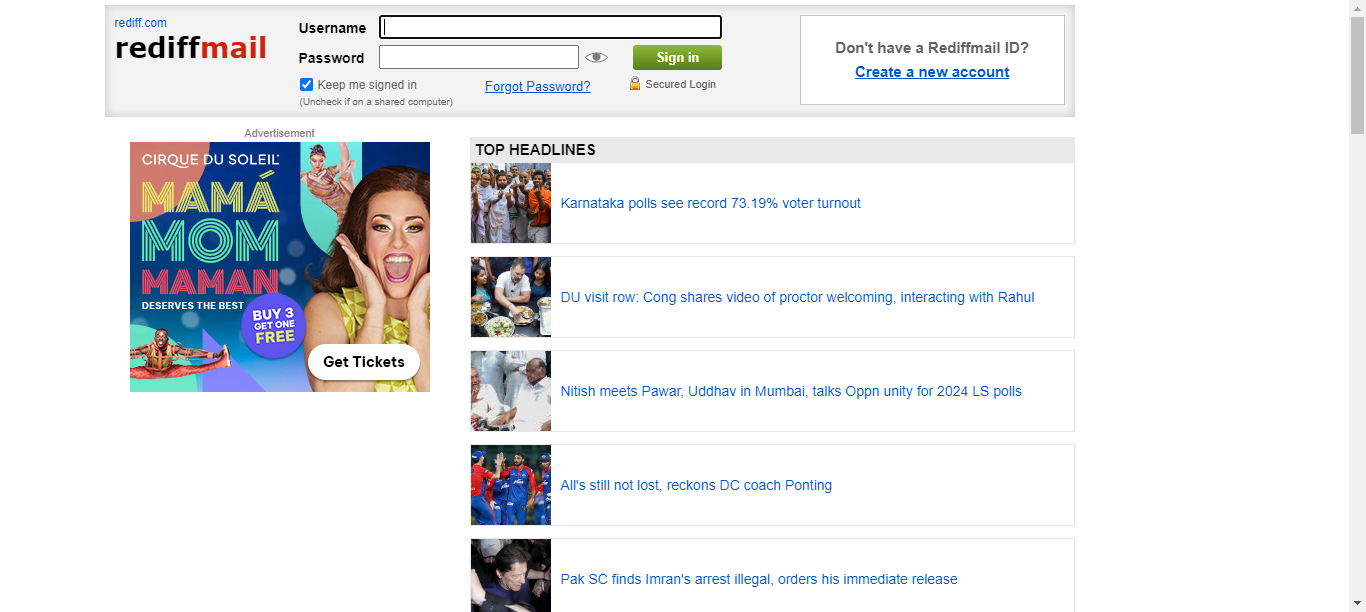 rediff.com
rediffmail
Username
Password
Sign in
Keep me signed in
(Uncheck if on a shared computer)
Forgot Password?
Secured Login
Don't have a Rediffmail ID?
Create a new account
Advertisement
CIRQUE DU SOLEIL
MAMÁ
MOM
MAMAN
DESERVES THE BEST
BUY 3
GET ONE
FREE
Get Tickets
TOP HEADLINES
Karnataka polls see record 73.19% voter turnout
DU visit row: Cong shares video of proctor welcoming, interacting with Rahul
Nitish meets Pawar, Uddhav in Mumbai, talks Oppn unity for 2024 LS polls
All's still not lost, reckons DC coach Ponting
Pak SC finds Imran's arrest illegal, orders his immediate release